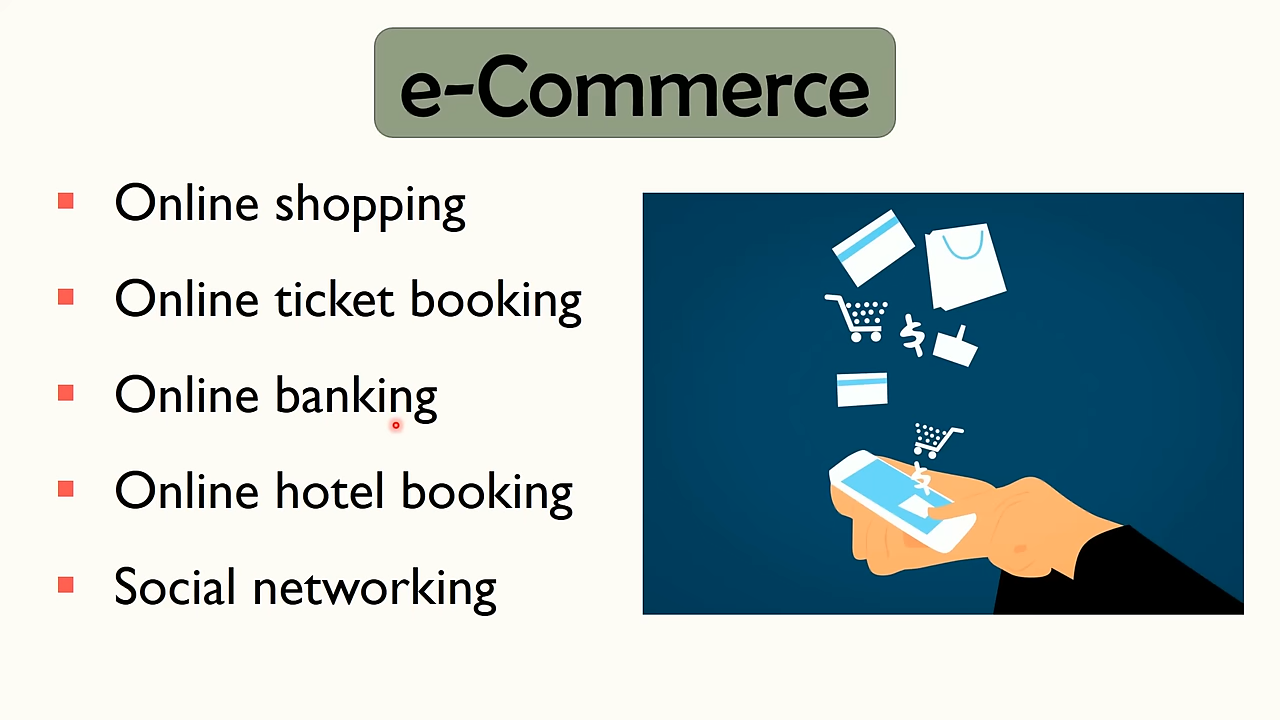 e-Commerce
Online shopping
Online ticket booking
Online banking
Online hotel booking
Social networking